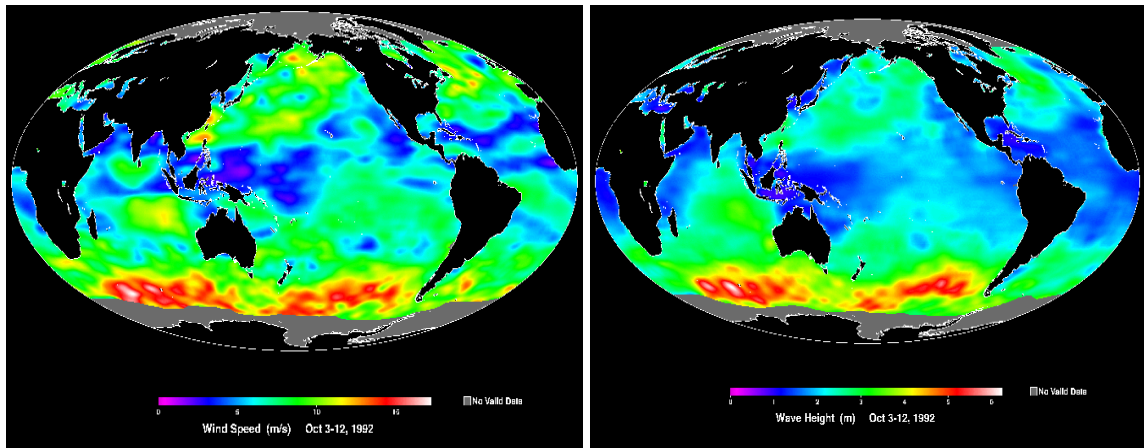 0 5 10 15
No Valid Data
Wind Speed (m/s) Oct 3-12, 1992
0 1 2 3 4 5 6
No Valid Data
Wave Height (m) Oct 3-12, 1992